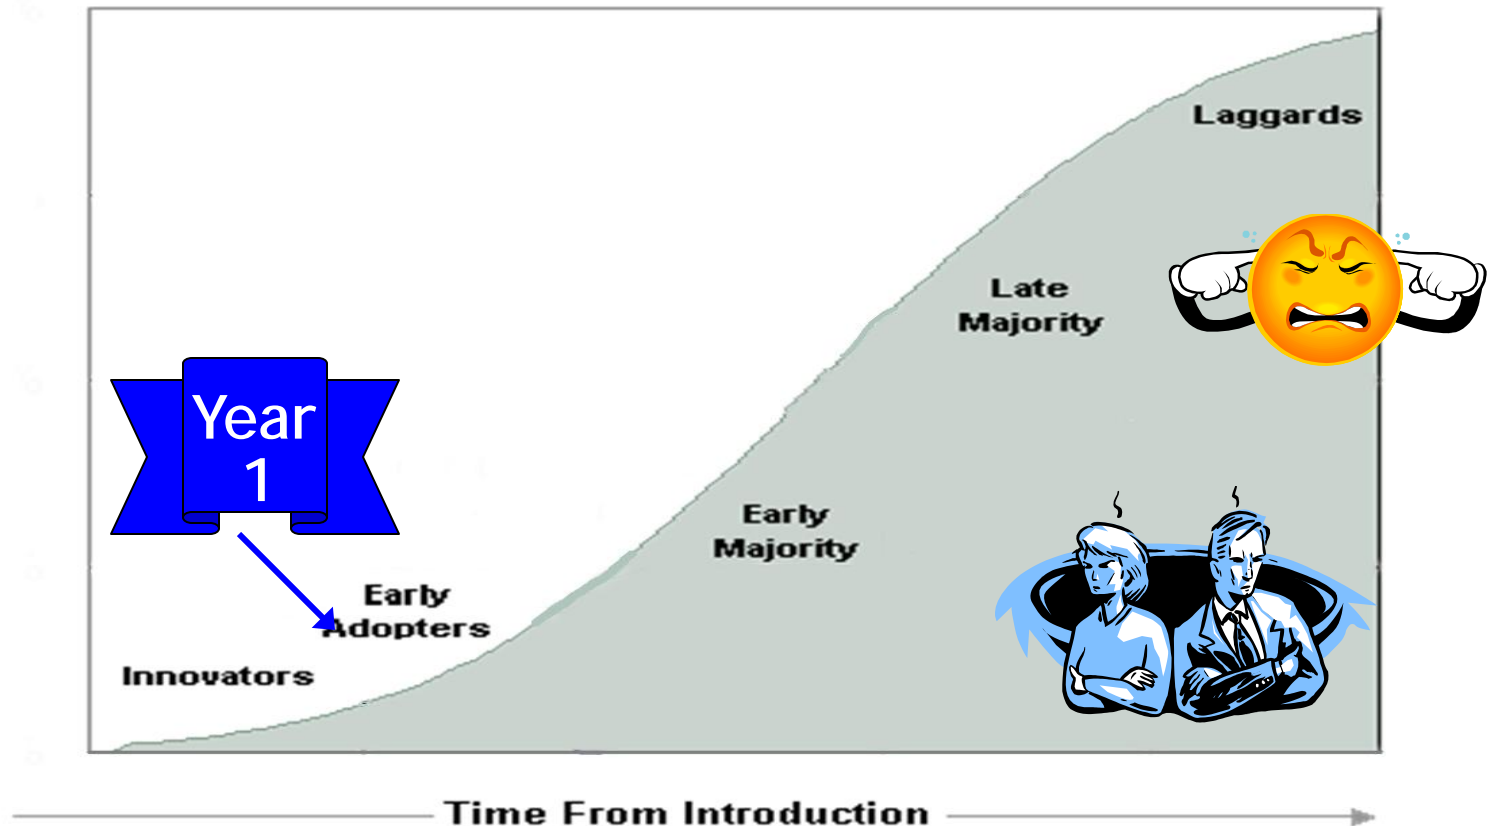 Laggards
Late
Majority
Year
1
Early
Majority
Early
Adopters
Innovators
Time From Introduction